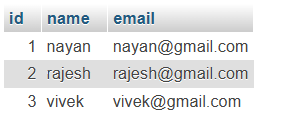 id name email
1 nayan nayan@gmail.com
2 rajesh rajesh@gmail.com
3 vivek vivek@gmail.com